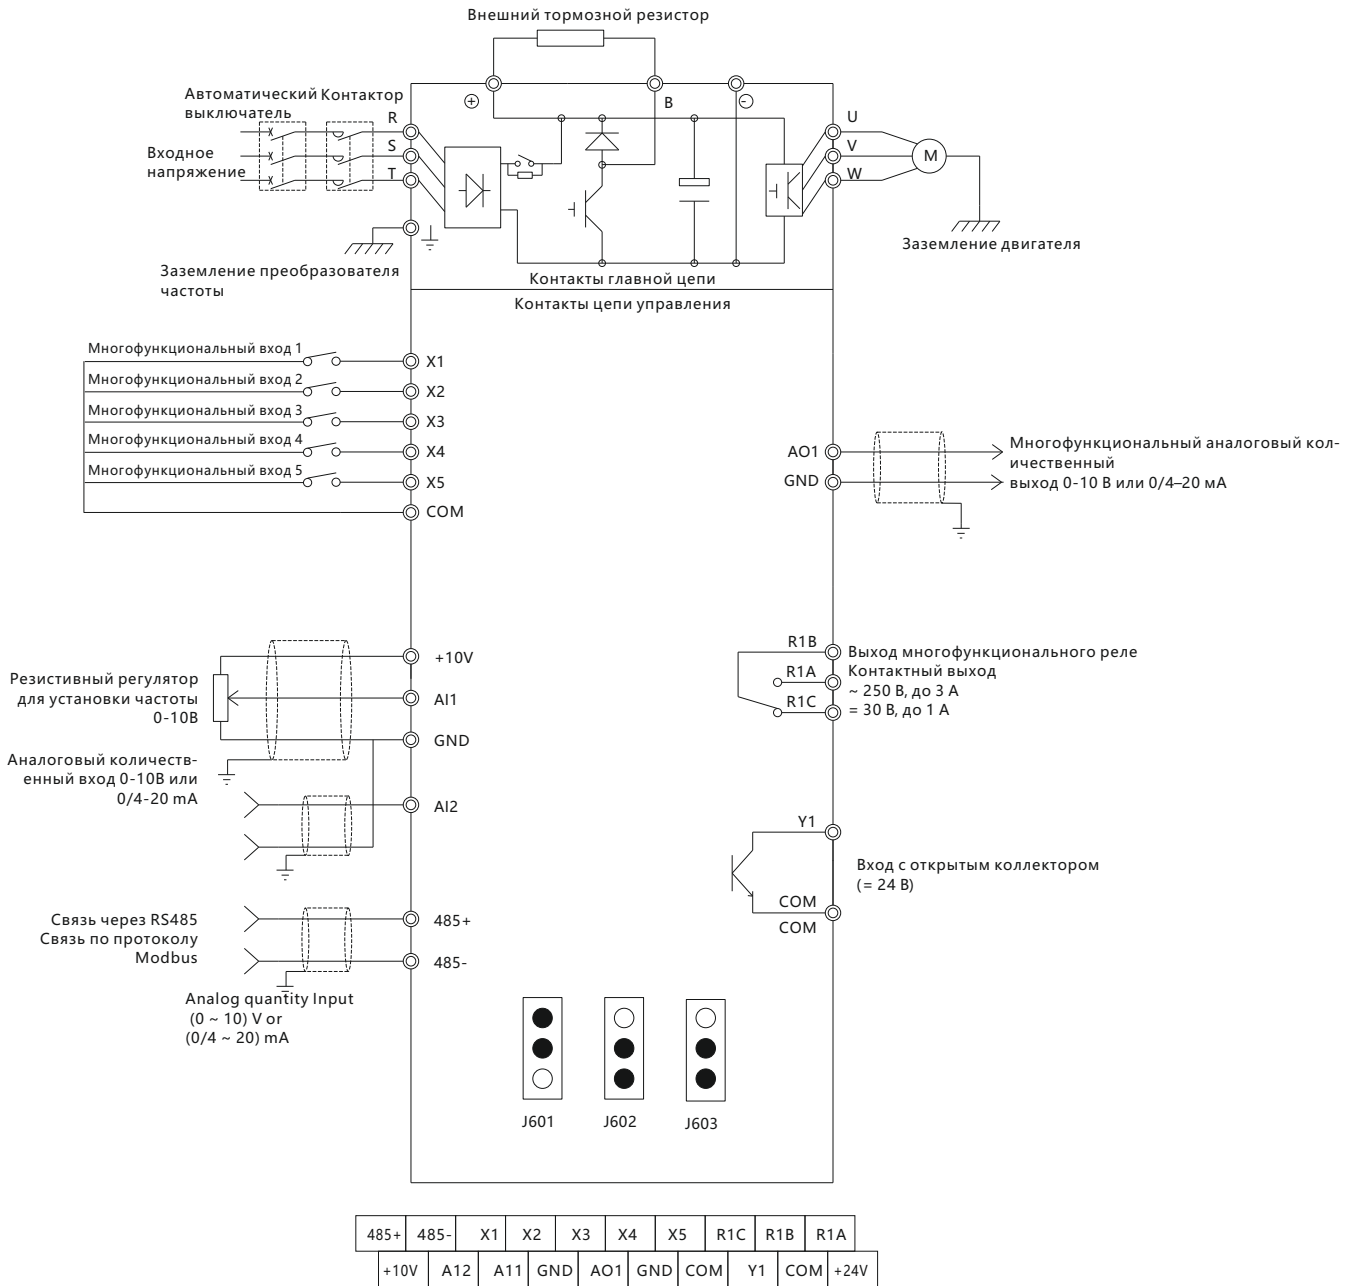 Внешний тормозной резистор
Автоматический
выключатель
Контактор
+
B
-
R
S
T
Входное
напряжение
U
V
W
M
Заземление двигателя
Заземление преобразователя
частоты
Контакты главной цепи
Контакты цепи управления
Многофункциональный вход 1
X1
Многофункциональный вход 2
X2
Многофункциональный вход 3
X3
Многофункциональный вход 4
X4
Многофункциональный вход 5
X5
COM
AO1
GND
Многофункциональный аналоговый кол-
ичественный
выход 0-10 В или 0/4–20 мА
Резистивный регулятор
для установки частоты
0-10В
+10V
AI1
GND
Аналоговый количеств-
енный вход 0-10В или
0/4-20 mA
AI2
R1B
R1A
R1C
Выход многофункционального реле
Контактный выход
~ 250 В, до 3 А
= 30 В, до 1 А
Y1
COM
COM
Вход с открытым коллектором
(= 24 В)
Связь через RS485
Связь по протоколу
Modbus
485+
485-
Analog quantity Input
(0 ~ 10) V or
(0/4 ~ 20) mA
J601
J602
J603
485+ 485- X1 X2 X3 X4 X5 R1C R1B R1A
+10V A12 A11 GND AO1 GND COM Y1 COM +24V